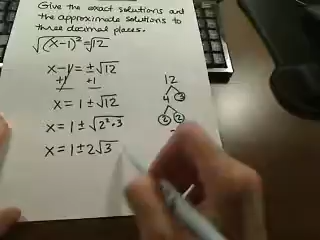 Give the exact solutions and
the approximate solutions to
three decimal places.
√(x-1)² = √12
x-1 = ±√12
+1 +1
x = 1 ± √12
x = 1 ± √2²·3
x = 1 ± 2√3
12
4 3
2 2